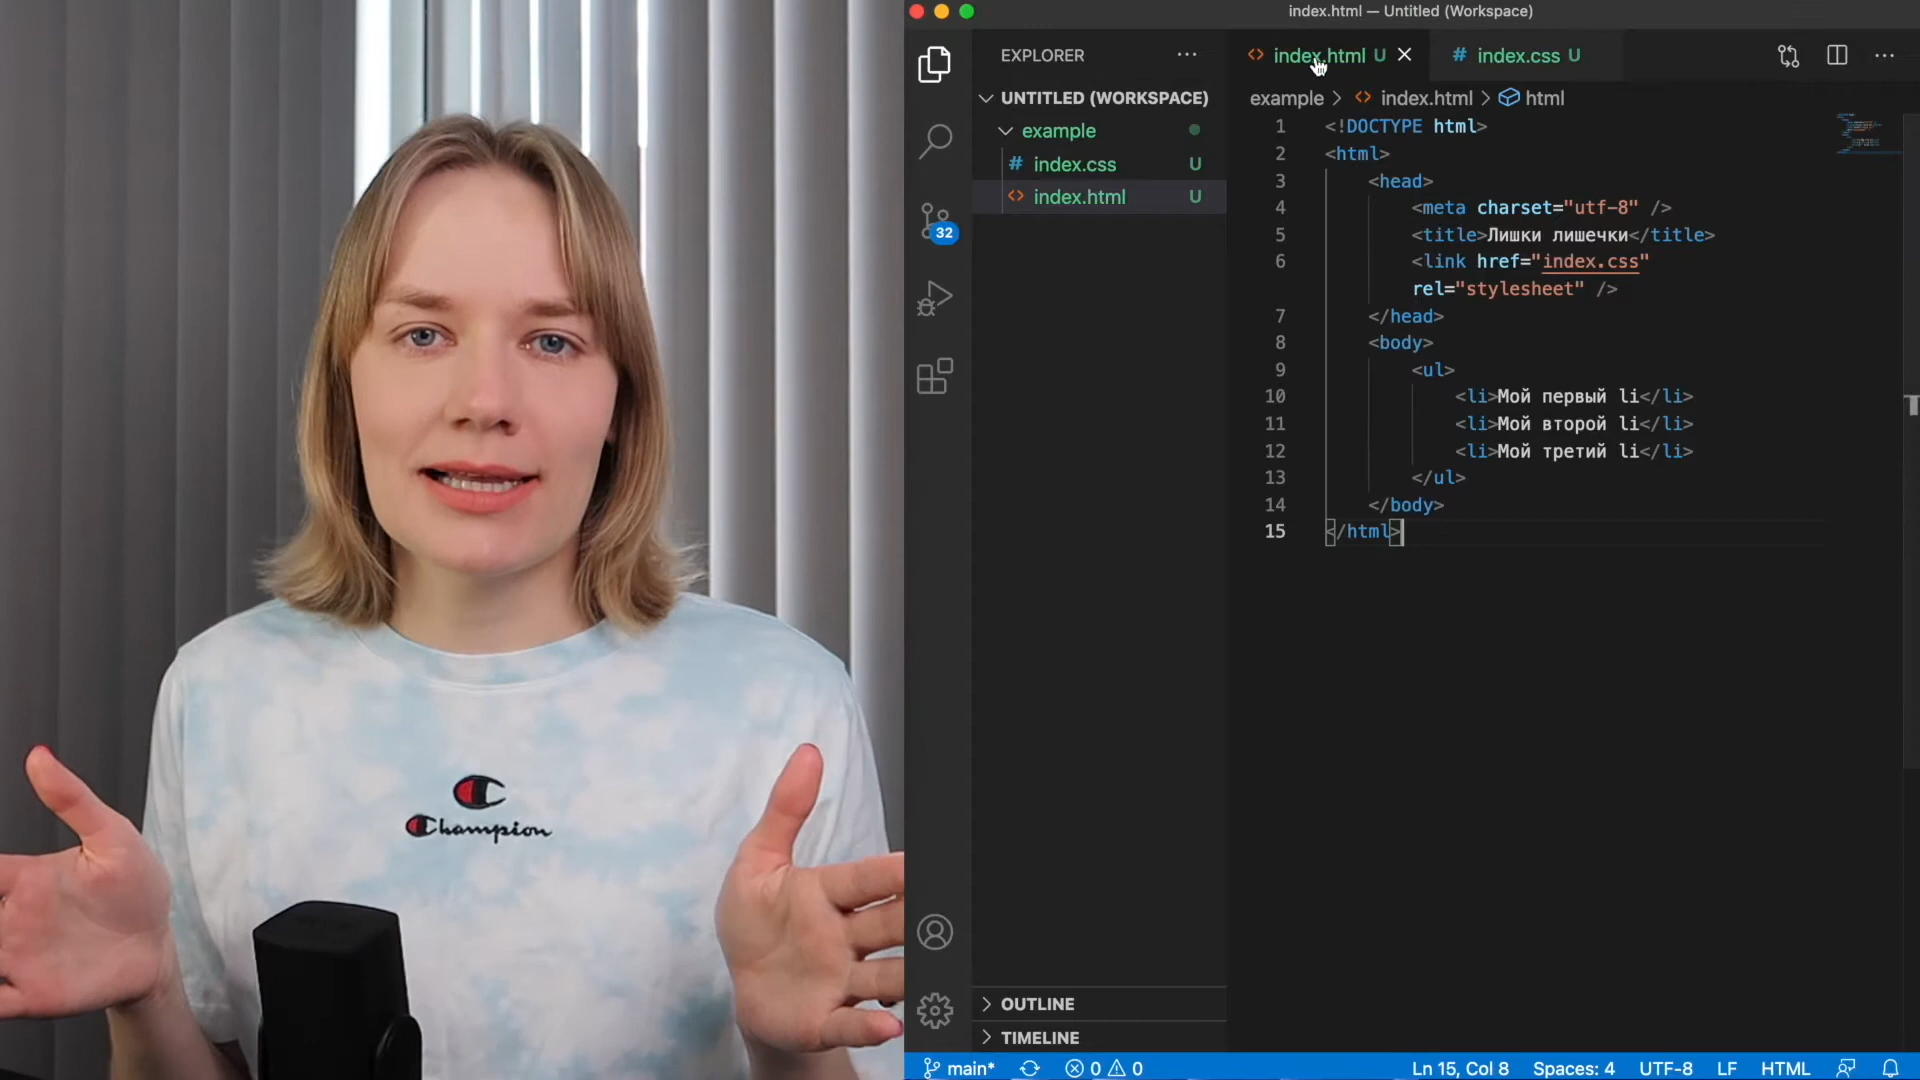 Champion
index.html — Untitled (Workspace)
EXPLORER
UNTITLED (WORKSPACE)
example
index.css U
index.html U
32
OUTLINE
TIMELINE
index.html U
index.css U
example > index.html > html
1 <!DOCTYPE html>
2 <html>
3 <head>
4 <meta charset="utf-8" />
5 <title>Лишки лишечки</title>
6 <link href="index.css"
rel="stylesheet" />
7 </head>
8 <body>
9 <ul>
10 <li>Мой первый li</li>
11 <li>Мой второй li</li>
12 <li>Мой третий li</li>
13 </ul>
14 </body>
15 </html>
main* 0 0 Ln 15, Col 8 Spaces: 4 UTF-8 LF HTML